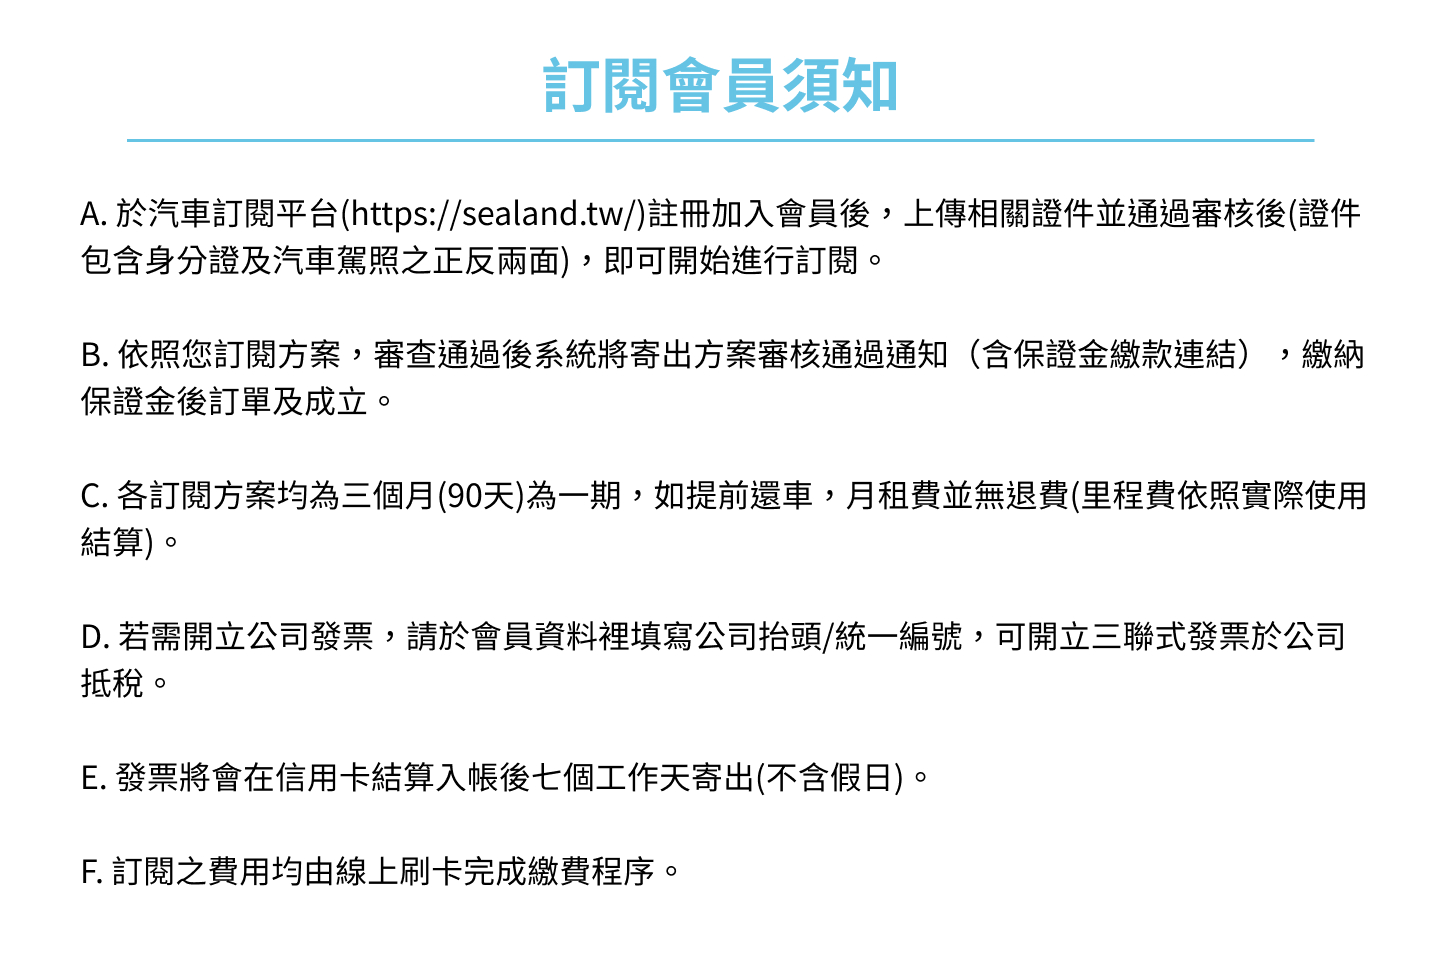 訂閱會員須知
A. 於汽車訂閱平台(https://sealand.tw/)註冊加入會員後，上傳相關證件並通過審核後(證件
包含身分證及汽車駕照之正反兩面)，即可開始進行訂閱。
B. 依照您訂閱方案，審查通過後系統將寄出方案審核通過通知（含保證金繳款連結），繳納
保證金後訂單及成立。
C. 各訂閱方案均為三個月(90天)為一期，如提前還車，月租費並無退費(里程費依照實際使用
結算)。
D. 若需開立公司發票，請於會員資料裡填寫公司抬頭/統一編號，可開立三聯式發票於公司
抵稅。
E. 發票將會在信用卡結算入帳後七個工作天寄出(不含假日)。
F. 訂閱之費用均由線上刷卡完成繳費程序。